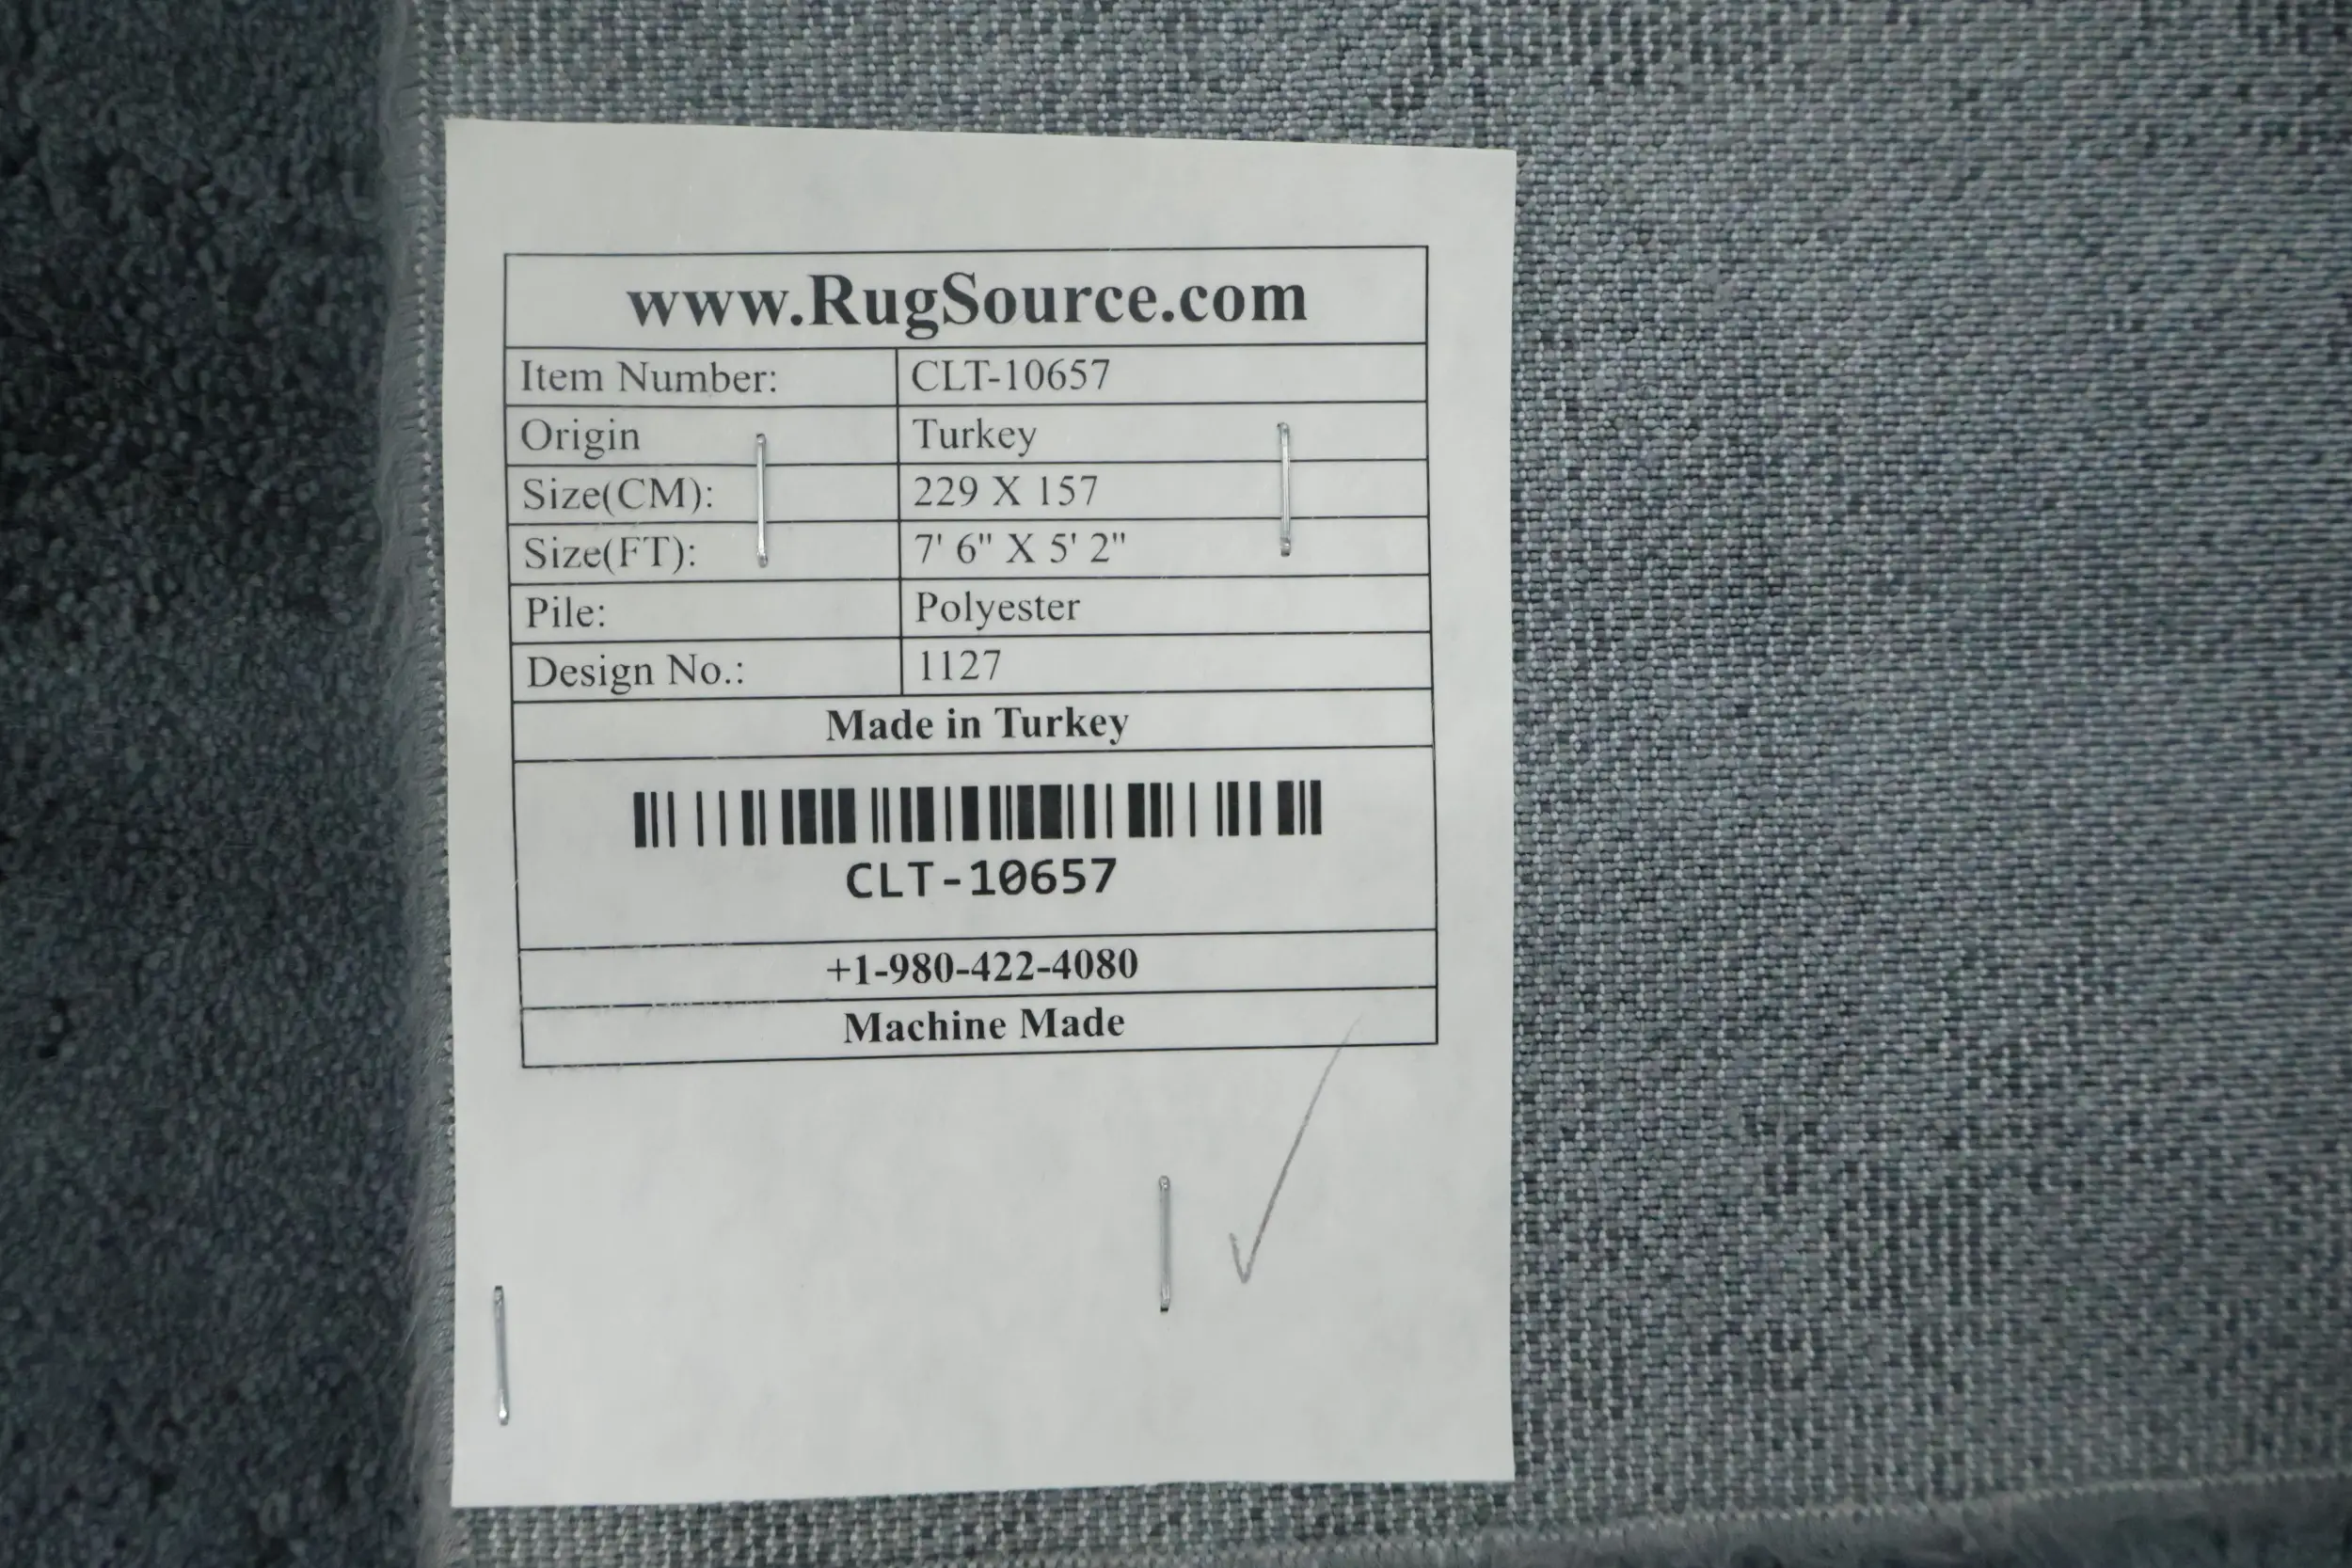 www.RugSource.com
Item Number: CLT-10657
Origin Turkey
Size(CM): 229 X 157
Size(FT): 7' 6" X 5' 2"
Pile: Polyester
Design No.: 1127
Made in Turkey
CLT-10657
+1-980-422-4080
Machine Made